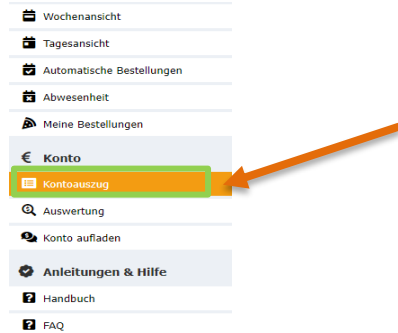 Wochenansicht
Tagesansicht
Automatische Bestellungen
Abwesenheit
Meine Bestellungen
€ Konto
Kontoauszug
Auswertung
Konto aufladen
Anleitungen & Hilfe
Handbuch
FAQ